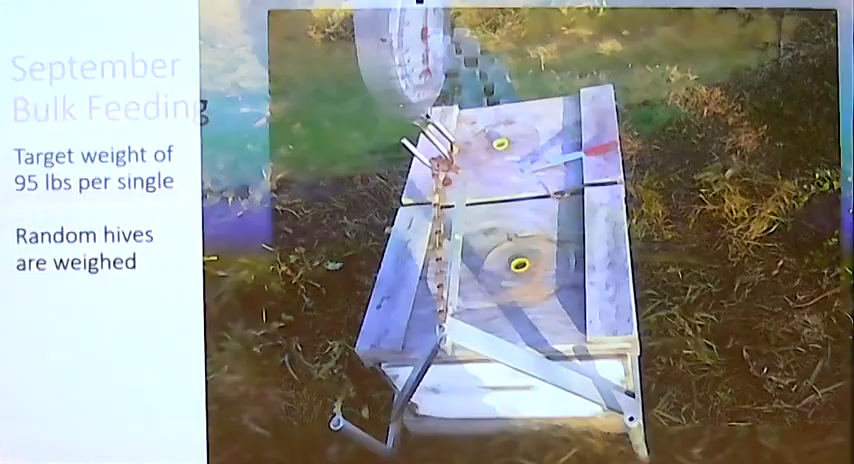 September
Bulk Feeding
Target weight of
95 lbs per single
Random hives
are weighed